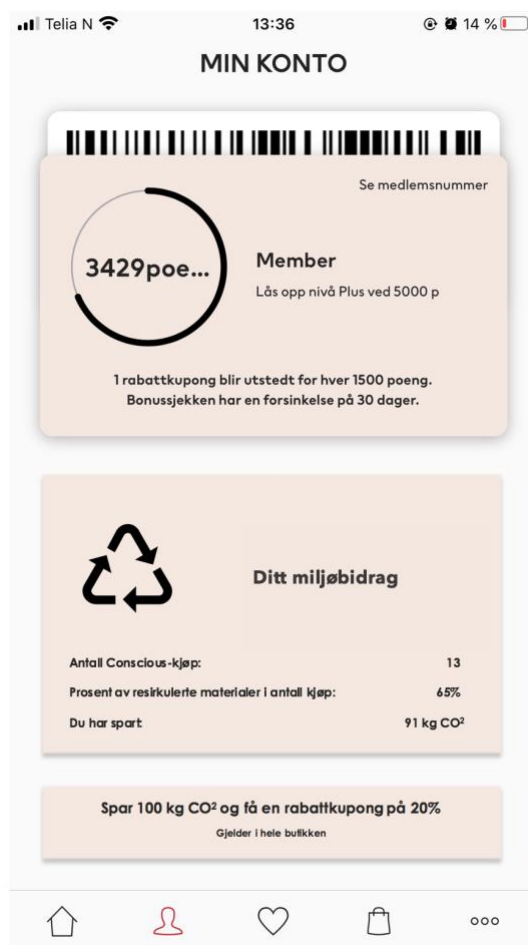 Telia N 13:36 14 %
MIN KONTO
Se medlemsnummer
3429poe...
Member
Lås opp nivå Plus ved 5000 p
1 rabattkupong blir utstedt for hver 1500 poeng.
Bonussjekken har en forsinkelse på 30 dager.
Ditt miljøbidrag
Antall Conscious-kjøp: 13
Prosent av resirkulerte materialer i antall kjøp: 65%
Du har spart: 91 kg CO²
Spar 100 kg CO² og få en rabattkupong på 20%
Gjelder i hele butikken